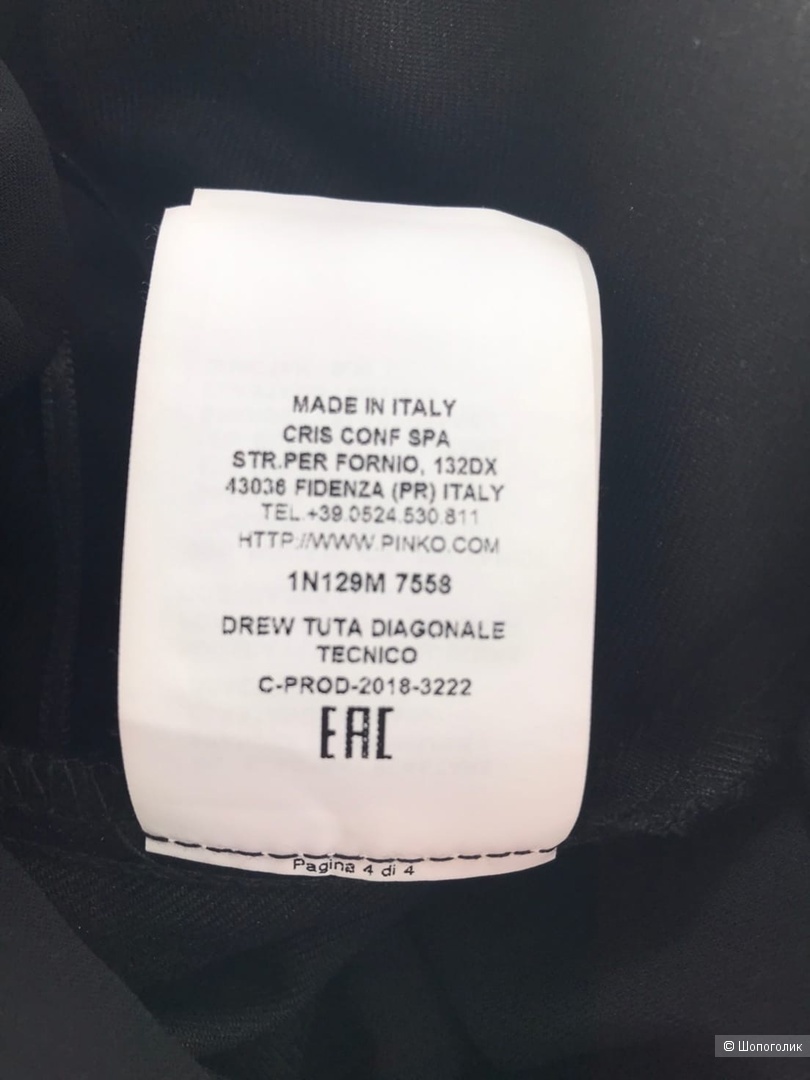 MADE IN ITALY
CRIS CONF SPA
STR.PER FORNIO, 132DX
43036 FIDENZA (PR) ITALY
TEL.+39.0524.530.811
HTTP://WWW.PINKO.COM
1N129M 7558
DREW TUTA DIAGONALE
TECNICO
C-PROD-2018-3222
EAC
Pagina 4 di 4
© Шопоголик